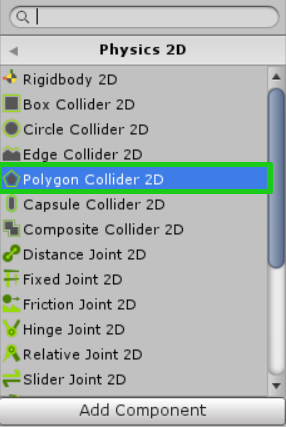 Physics 2D
Rigidbody 2D
Box Collider 2D
Circle Collider 2D
Edge Collider 2D
Polygon Collider 2D
Capsule Collider 2D
Composite Collider 2D
Distance Joint 2D
Fixed Joint 2D
Friction Joint 2D
Hinge Joint 2D
Relative Joint 2D
Slider Joint 2D
Add Component